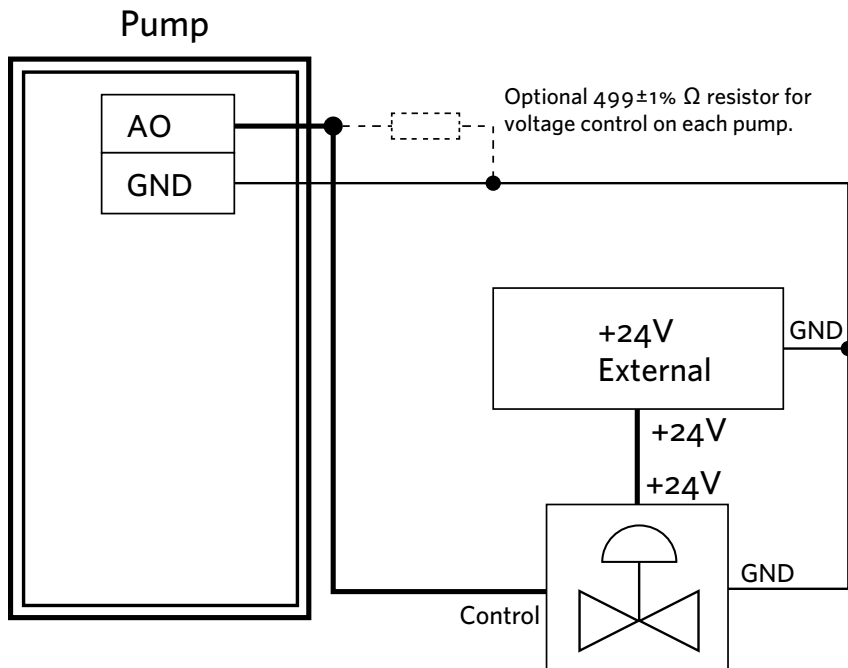 Pump
AO
GND
Optional 499±1% Ω resistor for
voltage control on each pump.
+24V
External
GND
+24V
+24V
GND
Control